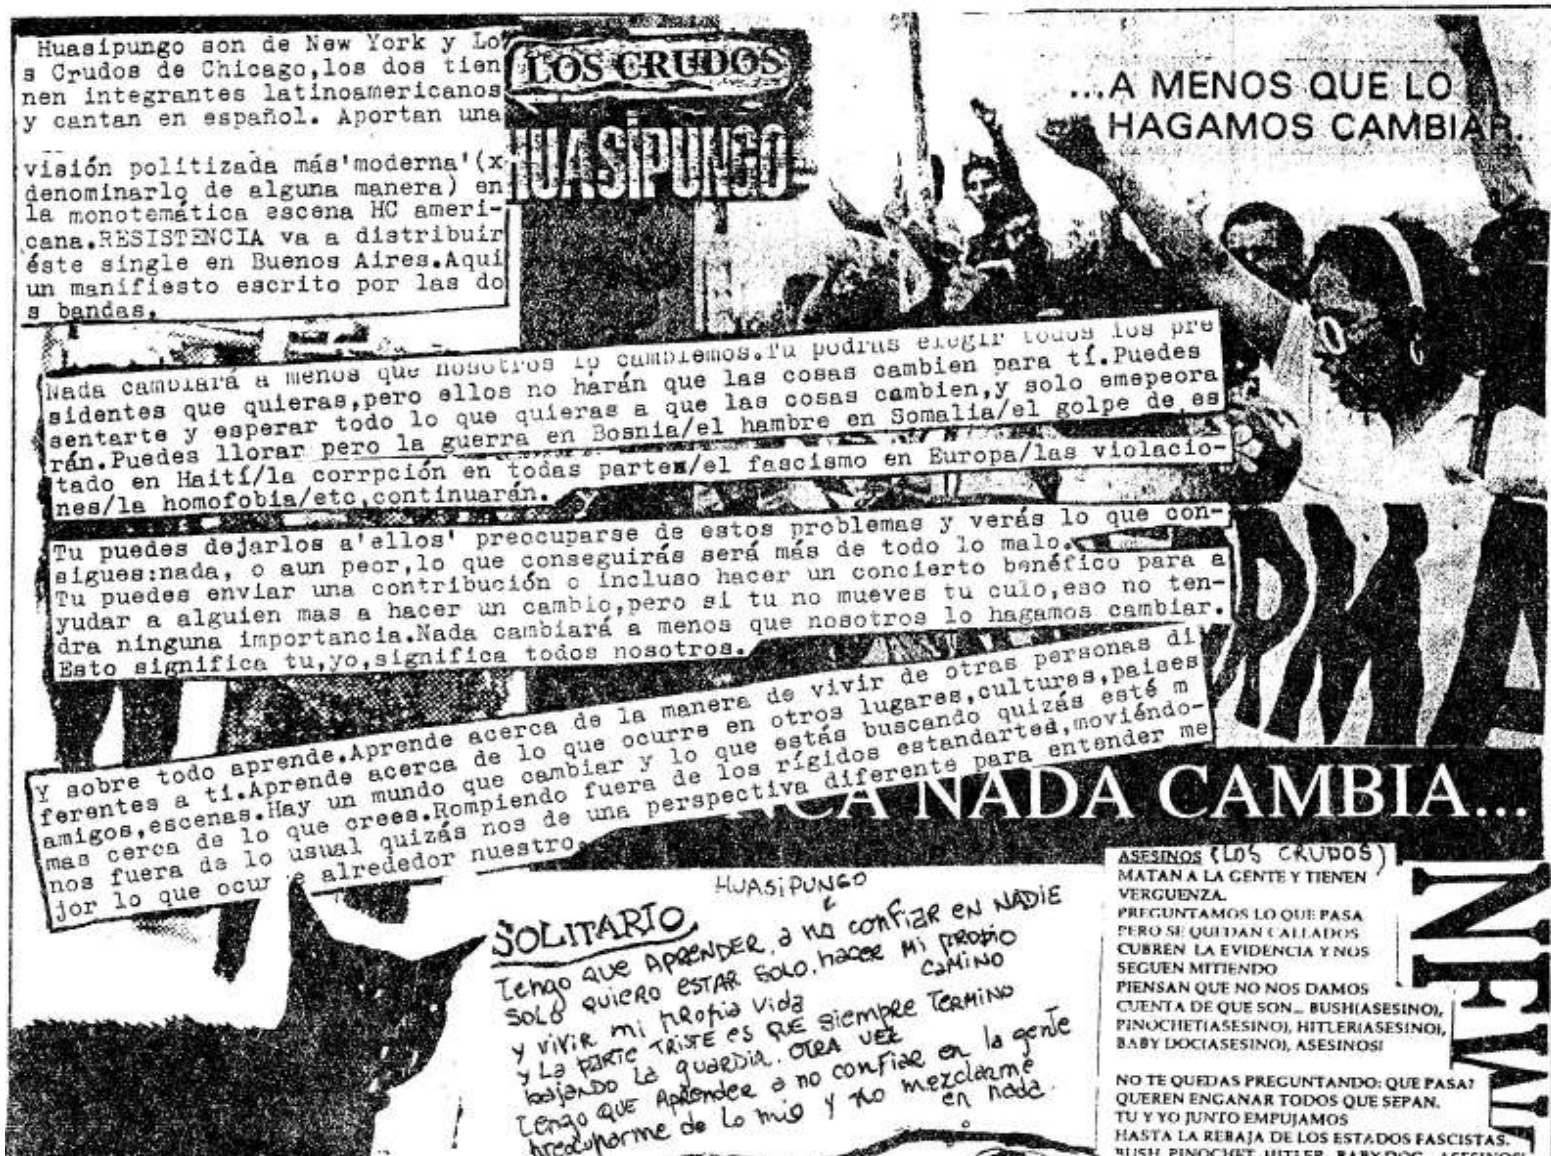 Huasipungo son de New York y Lo
s Crudos de Chicago,los dos tien
nen integrantes latinoamericanos
y cantan en español. Aportan una
visión politizada más'moderna'(x
denominarlo de alguna manera) en
la monotemática escena HC ameri-
cana.RESISTENCIA va a distribuir
éste single en Buenos Aires.Aqui
un manifiesto escrito por las do
s bandas.
LOS CRUDOS
HUASIPUNGO
...A MENOS QUE LO
HAGAMOS CAMBIAR..
Nada cambiará a menos que nosotros lo cambiemos.Tu podras elegir todos los pre
sidentes que quieras,pero ellos no harán que las cosas cambien para tí.Puedes
sentarte y esperar todo lo que quieras a que las cosas cambien,y solo emepeora
rán.Puedes llorar pero la guerra en Bosnia/el hambre en Somalia/el golpe de es
tado en Haití/la corrpción en todas partes/el fascismo en Europa/las violacio-
nes/la homofobia/etc,continuarán.
Tu puedes dejarlos a'ellos' preocuparse de estos problemas y verás lo que con-
sigues:nada, o aun peor,lo que conseguirás será más de todo lo malo.
Tu puedes enviar una contribución o incluso hacer un concierto benéfico para a
yudar a alguien mas a hacer un cambio,pero si tu no mueves tu culo,eso no ten-
dra ninguna importancia.Nada cambiará a menos que nosotros lo hagamos cambiar.
Esto significa tu,yo,significa todos nosotros.
Y sobre todo aprende.Aprende acerca de la manera de vivir de otras personas di
ferentes a ti.Aprende acerca de lo que ocurre en otros lugares,culturas,paises
amigos,escenas.Hay un mundo que cambiar y lo que estás buscando quizás esté m
mas cerca de lo que crees.Rompiendo fuera de los rígidos estandarted,moviéndo-
nos fuera de lo usual quizás nos de una perspectiva diferente para entender me
jor lo que ocurre alrededor nuestro.
NCA NADA CAMBIA...
HUASiPUNGO
SOLITARIO
Tengo que APRENDER, a no confiar en NADIE
SOLO QUIERO ESTAR SOLO, hacer Mi PROPIO
CAMINO
y VIVIR mi propia vida
y La PARTE TRISTE es QUE siempre TERMINO
bajando La guardia. OTRA VEZ
Tengo QUE Aprender a no confiar en la gente
preocuparme de Lo mio y no mezclarme
en nada.
ASESINOS (LOS CRUDOS)
MATAN A LA GENTE Y TIENEN
VERGUENZA.
PREGUNTAMOS LO QUE PASA
PERO SE QUEDAN CALLADOS
CUBREN LA EVIDENCIA Y NOS
SEGUEN MITIENDO
PIENSAN QUE NO NOS DAMOS
CUENTA DE QUE SON... BUSH(ASESINO),
PINOCHET(ASESINO), HITLER(ASESINO),
BABY DOC(ASESINO), ASESINOS!
NO TE QUEDAS PREGUNTANDO: QUE PASA?
QUEREN ENGANAR TODOS QUE SEPAN.
TU Y YO JUNTO EMPUJAMOS
HASTA LA REBAJA DE LOS ESTADOS FASCISTAS.
BUSH, PINOCHET, HITLER, BABY DOC, ASESINOS!